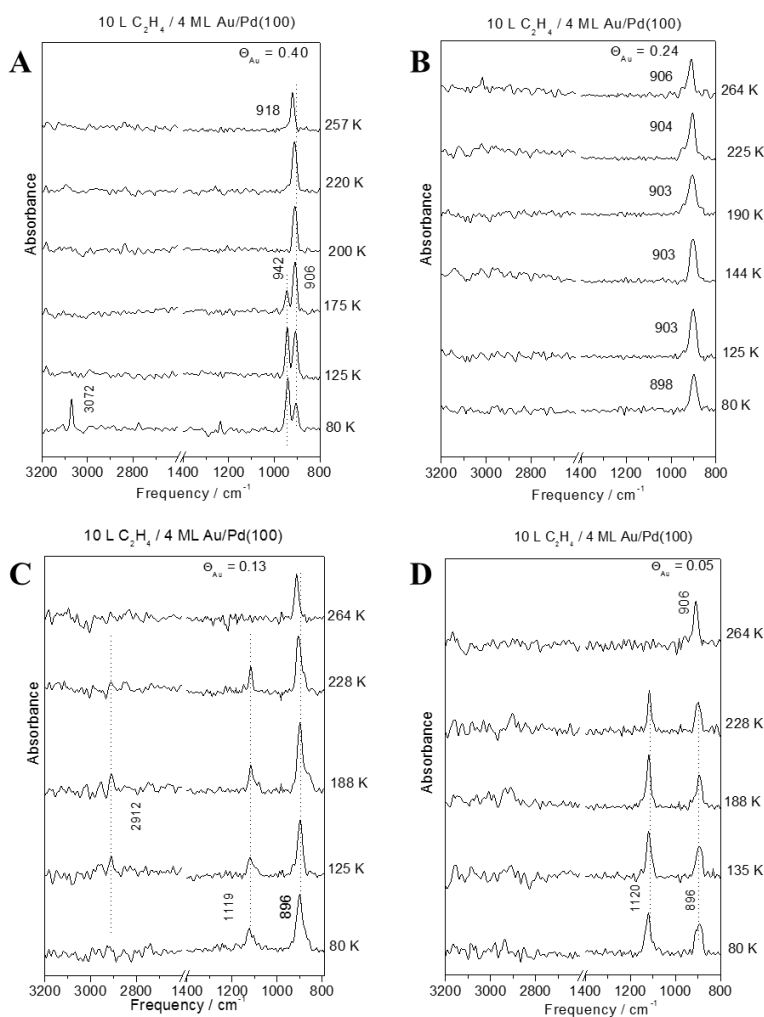 10 L C₂H₄ / 4 ML Au/Pd(100)
A
Θ_Au = 0.40
918
257 K
220 K
200 K
942
906
175 K
125 K
3072
80 K
Absorbance
3200 3000 2800 1400 1200 1000 800
Frequency / cm⁻¹
10 L C₂H₄ / 4 ML Au/Pd(100)
B
Θ_Au = 0.24
906
264 K
904
225 K
903
190 K
903
144 K
903
125 K
898
80 K
Absorbance
3200 3000 2800 1400 1200 1000 800
Frequency / cm⁻¹
10 L C₂H₄ / 4 ML Au/Pd(100)
C
Θ_Au = 0.13
264 K
228 K
188 K
2912
125 K
1119
896
80 K
Absorbance
3200 3000 2800 1400 1200 1000 800
Frequency / cm⁻¹
10 L C₂H₄ / 4 ML Au/Pd(100)
D
Θ_Au = 0.05
906
264 K
228 K
188 K
135 K
1120
896
80 K
Absorbance
3200 3000 2800 1400 1200 1000 800
Frequency / cm⁻¹